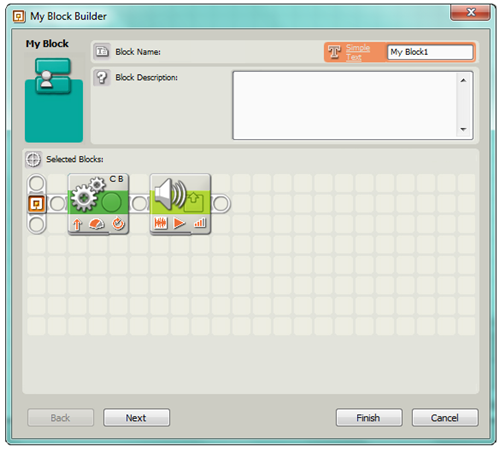 My Block Builder
My Block
Block Name:
Simple
Text
My Block1
Block Description:
Selected Blocks:
C B
Back
Next
Finish
Cancel